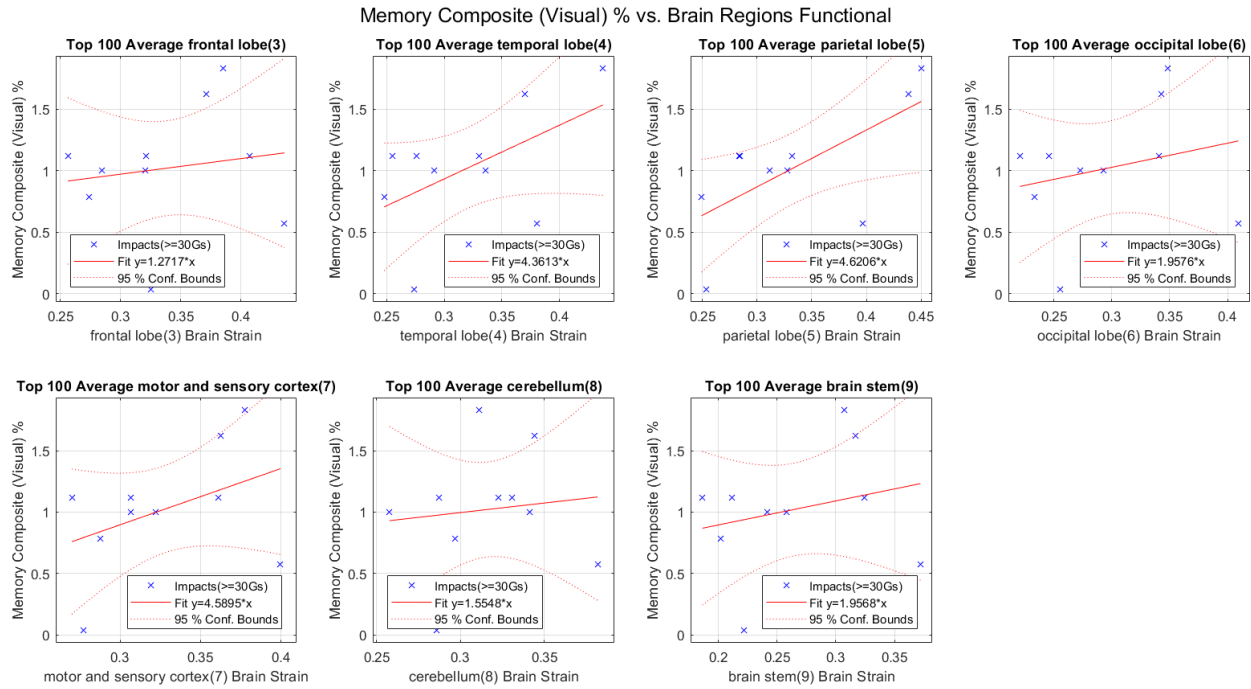 Memory Composite (Visual) % vs. Brain Regions Functional
Top 100 Average frontal lobe(3)
Memory Composite (Visual) %
1.5
1
0.5
0
Impacts(>=30Gs)
Fit y=1.2717*x
95 % Conf. Bounds
0.25 0.3 0.35 0.4
frontal lobe(3) Brain Strain
Top 100 Average temporal lobe(4)
Memory Composite (Visual) %
1.5
1
0.5
0
Impacts(>=30Gs)
Fit y=4.3613*x
95 % Conf. Bounds
0.25 0.3 0.35 0.4
temporal lobe(4) Brain Strain
Top 100 Average parietal lobe(5)
Memory Composite (Visual) %
1.5
1
0.5
0
Impacts(>=30Gs)
Fit y=4.6206*x
95 % Conf. Bounds
0.25 0.3 0.35 0.4 0.45
parietal lobe(5) Brain Strain
Top 100 Average occipital lobe(6)
Memory Composite (Visual) %
1.5
1
0.5
0
Impacts(>=30Gs)
Fit y=1.9576*x
95 % Conf. Bounds
0.25 0.3 0.35 0.4
occipital lobe(6) Brain Strain
Top 100 Average motor and sensory cortex(7)
Memory Composite (Visual) %
1.5
1
0.5
0
Impacts(>=30Gs)
Fit y=4.5895*x
95 % Conf. Bounds
0.3 0.35 0.4
motor and sensory cortex(7) Brain Strain
Top 100 Average cerebellum(8)
Memory Composite (Visual) %
1.5
1
0.5
0
Impacts(>=30Gs)
Fit y=1.5548*x
95 % Conf. Bounds
0.25 0.3 0.35
cerebellum(8) Brain Strain
Top 100 Average brain stem(9)
Memory Composite (Visual) %
1.5
1
0.5
0
Impacts(>=30Gs)
Fit y=1.9568*x
95 % Conf. Bounds
0.2 0.25 0.3 0.35
brain stem(9) Brain Strain